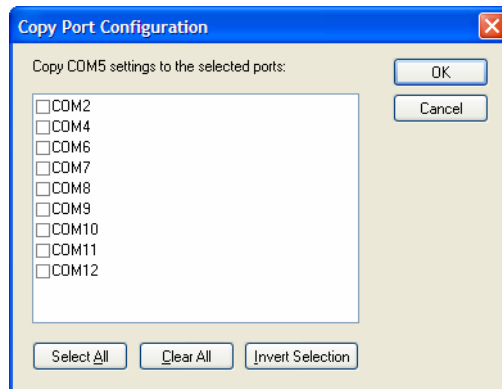 Copy Port Configuration
Copy COM5 settings to the selected ports:
OK
Cancel
COM2
COM4
COM6
COM7
COM8
COM9
COM10
COM11
COM12
Select All
Clear All
Invert Selection